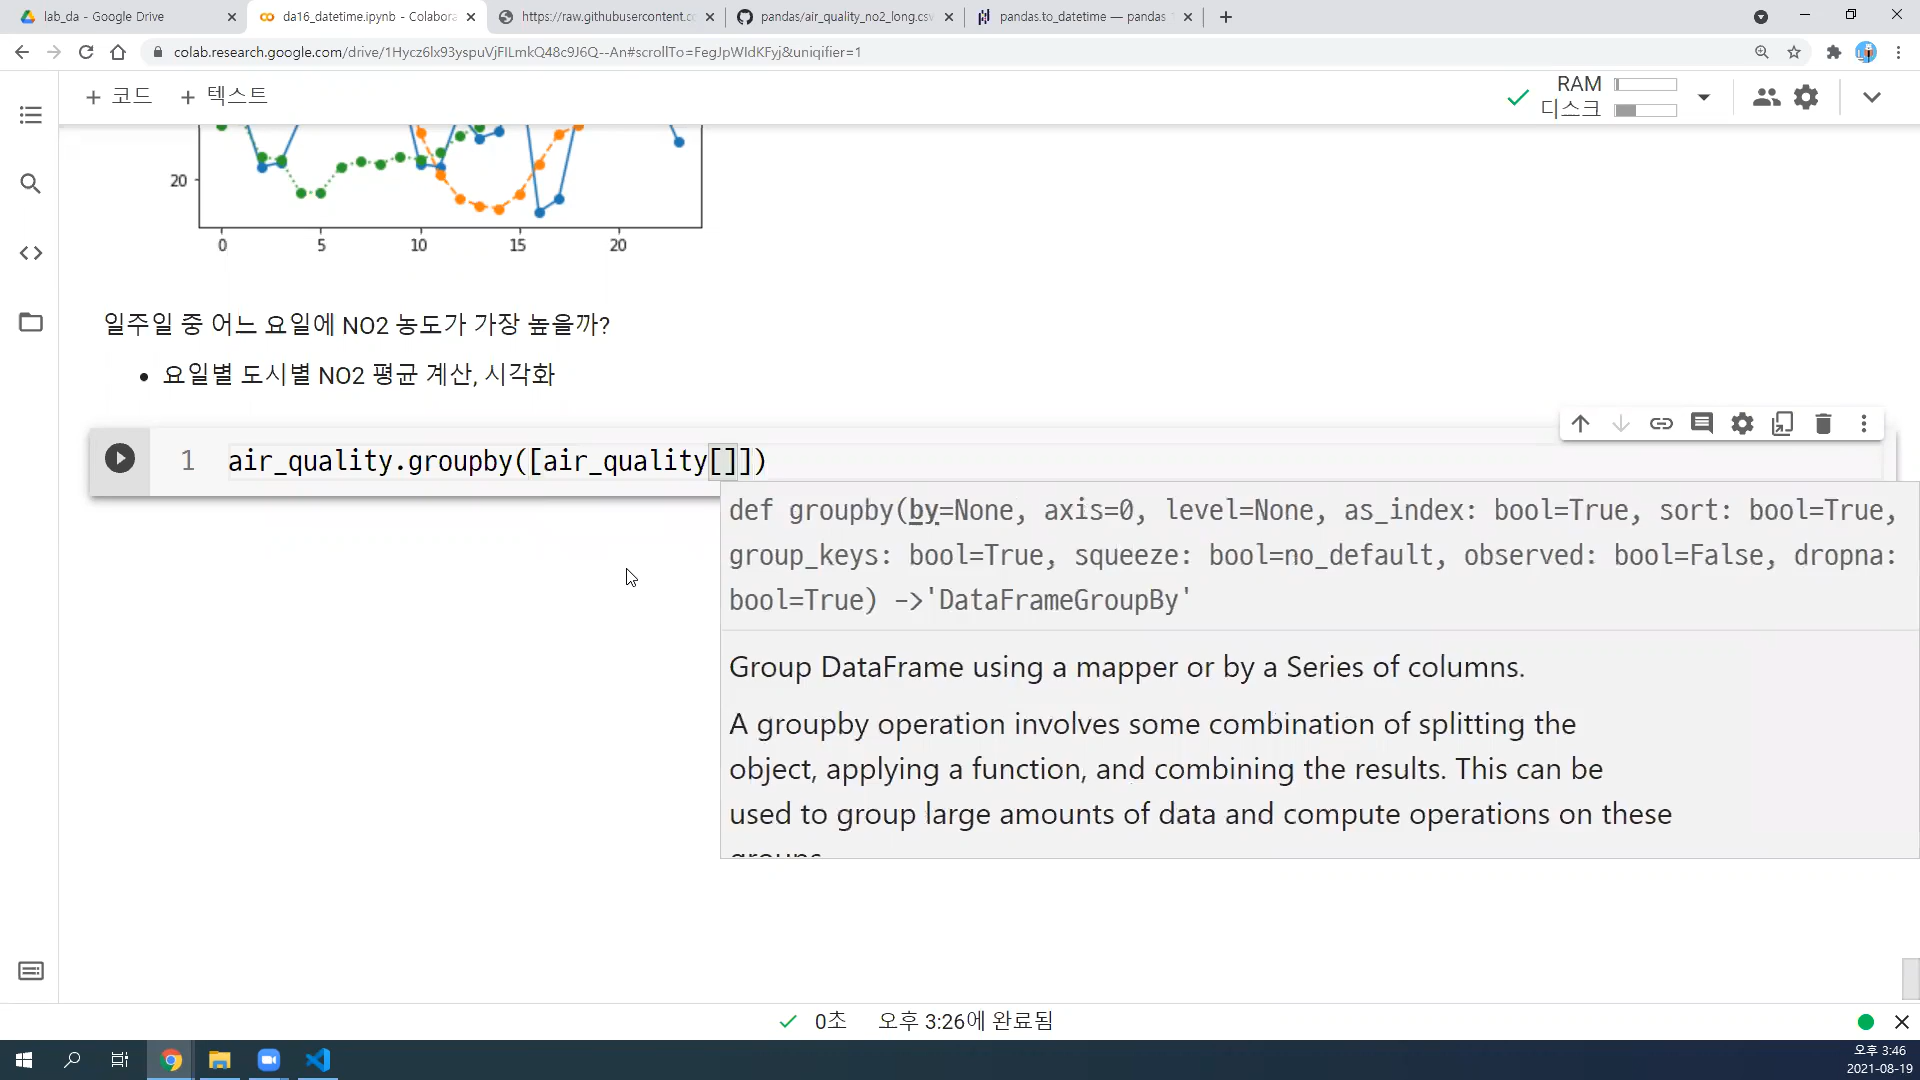 lab_da - Google Drive
da16_datetime.ipynb - Colabora
https://raw.githubusercontent.co
pandas/air_quality_no2_long.csv
pandas.to_datetime — pandas
colab.research.google.com/drive/1Hycz6lx93yspuVjFILmkQ48c9J6Q--An#scrollTo=FegJpWIdKFyj&uniqifier=1
+ 코드 + 텍스트
RAM
디스크
20
0 5 10 15 20
일주일 중 어느 요일에 NO2 농도가 가장 높을까?
• 요일별 도시별 NO2 평균 계산, 시각화
1 air_quality.groupby([air_quality[]])
def groupby(by=None, axis=0, level=None, as_index: bool=True, sort: bool=True,
group_keys: bool=True, squeeze: bool=no_default, observed: bool=False, dropna:
bool=True) ->'DataFrameGroupBy'
Group DataFrame using a mapper or by a Series of columns.
A groupby operation involves some combination of splitting the
object, applying a function, and combining the results. This can be
used to group large amounts of data and compute operations on these
groups.
0초 오후 3:26에 완료됨
오후 3:46
2021-08-19